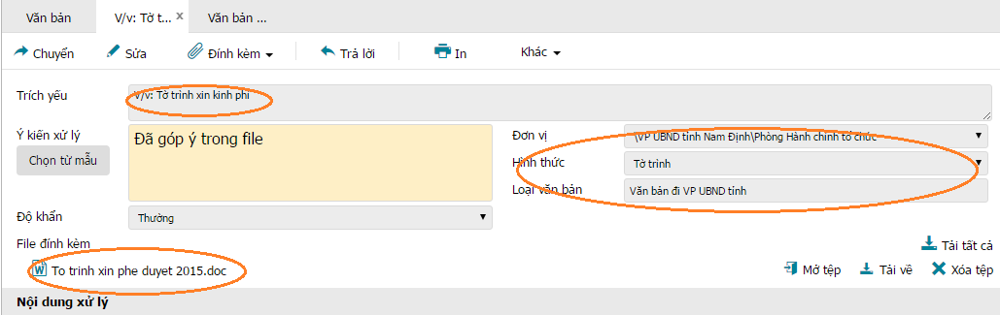 Văn bản V/v: Tờ t... x Văn bản ...
Chuyển Sửa Đính kèm Trả lời In Khác
Trích yếu V/v: Tờ trình xin kinh phí
Ý kiến xử lý Đã góp ý trong file Đơn vị \VP UBND tỉnh Nam Định\Phòng Hành chính tổ chức
Chọn từ mẫu Hình thức Tờ trình
Loại văn bản Văn bản đi VP UBND tỉnh
Độ khẩn Thường
File đính kèm Tải tất cả
To trinh xin phe duyet 2015.doc Mở tệp Tải về Xóa tệp
Nội dung xử lý